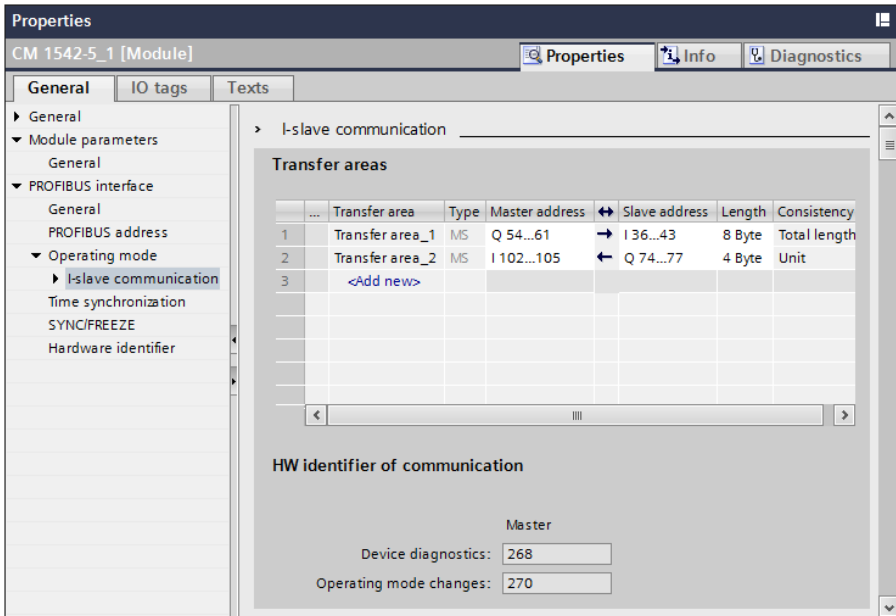 Properties
CM 1542-5_1 [Module]
Properties Info Diagnostics
General IO tags Texts
General
Module parameters
General
PROFIBUS interface
General
PROFIBUS address
Operating mode
I-slave communication
Time synchronization
SYNC/FREEZE
Hardware identifier
I-slave communication
Transfer areas
... Transfer area Type Master address ↔ Slave address Length Consistency
1 Transfer area_1 MS Q 54...61 → I 36...43 8 Byte Total length
2 Transfer area_2 MS I 102...105 ← Q 74...77 4 Byte Unit
3 <Add new>
HW identifier of communication
Master
Device diagnostics: 268
Operating mode changes: 270